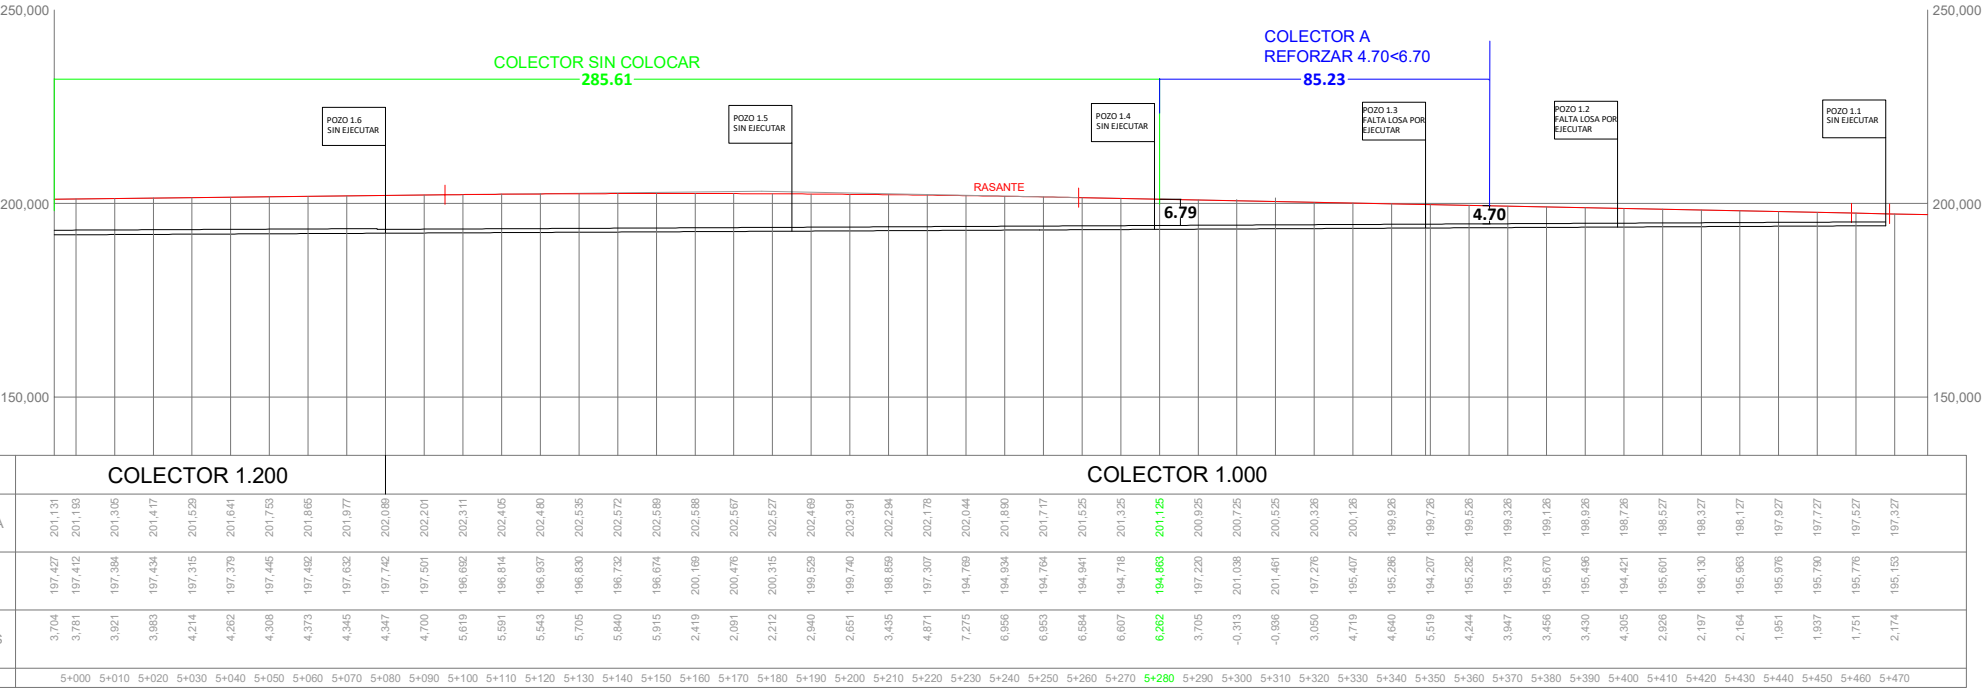 250,000
250,000
COLECTOR SIN COLOCAR
285.61
COLECTOR A
REFORZAR 4.70<6.70
85.23
POZO 1.6
SIN EJECUTAR
POZO 1.5
SIN EJECUTAR
POZO 1.4
SIN EJECUTAR
POZO 1.3
FALTA LOSA POR
EJECUTAR
POZO 1.2
FALTA LOSA POR
EJECUTAR
POZO 1.1
SIN EJECUTAR
RASANTE
200,000
200,000
6.79
4.70
150,000
150,000
COLECTOR 1.200
COLECTOR 1.000
A 201,131 201,193 201,305 201,417 201,529 201,641 201,753 201,865 201,977 202,089 202,201 202,311 202,405 202,480 202,535 202,572 202,589 202,588 202,567 202,527 202,469 202,391 202,294 202,178 202,044 201,890 201,717 201,525 201,325 201,125 200,925 200,725 200,525 200,326 200,126 199,926 199,726 199,526 199,326 199,126 198,926 198,726 198,527 198,327 198,127 197,927 197,727 197,527 197,327
197,427 197,412 197,384 197,434 197,315 197,379 197,445 197,492 197,632 197,742 197,501 196,692 196,814 196,937 196,830 196,732 196,674 200,169 200,476 200,315 199,529 199,740 198,859 197,307 194,769 194,934 194,764 194,941 194,718 194,863 197,220 201,038 201,461 197,276 195,407 195,286 194,207 195,282 195,379 195,670 195,496 194,421 195,601 196,130 195,963 195,976 195,790 195,776 195,153
s 3,704 3,781 3,921 3,983 4,214 4,262 4,308 4,373 4,345 4,347 4,700 5,619 5,591 5,543 5,705 5,840 5,915 2,419 2,091 2,212 2,940 2,651 3,435 4,871 7,275 6,956 6,953 6,584 6,607 6,262 3,705 -0,313 -0,936 3,050 4,719 4,640 5,519 4,244 3,947 3,456 3,430 4,305 2,926 2,197 2,164 1,951 1,937 1,751 2,174
5+000 5+010 5+020 5+030 5+040 5+050 5+060 5+070 5+080 5+090 5+100 5+110 5+120 5+130 5+140 5+150 5+160 5+170 5+180 5+190 5+200 5+210 5+220 5+230 5+240 5+250 5+260 5+270 5+280 5+290 5+300 5+310 5+320 5+330 5+340 5+350 5+360 5+370 5+380 5+390 5+400 5+410 5+420 5+430 5+440 5+450 5+460 5+470